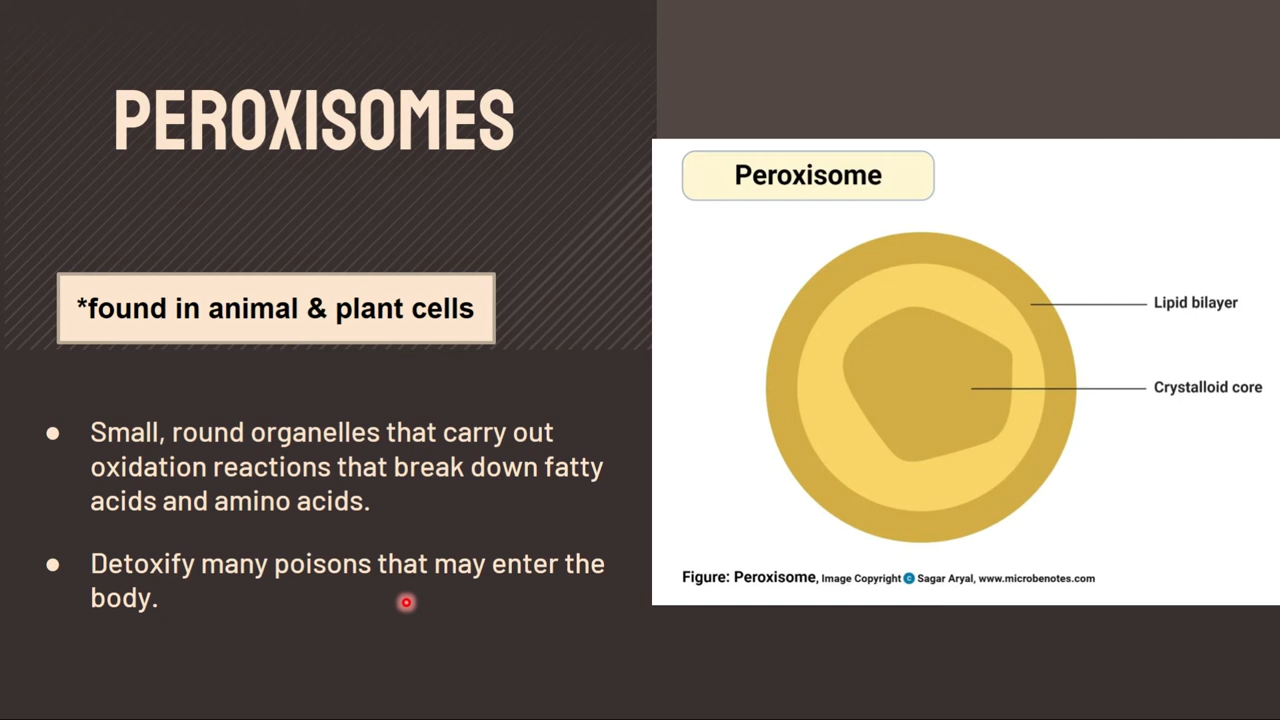 PEROXISOMES
*found in animal & plant cells
● Small, round organelles that carry out
oxidation reactions that break down fatty
acids and amino acids.
● Detoxify many poisons that may enter the
body.
Peroxisome
Lipid bilayer
Crystalloid core
Figure: Peroxisome, Image Copyright c Sagar Aryal, www.microbenotes.com